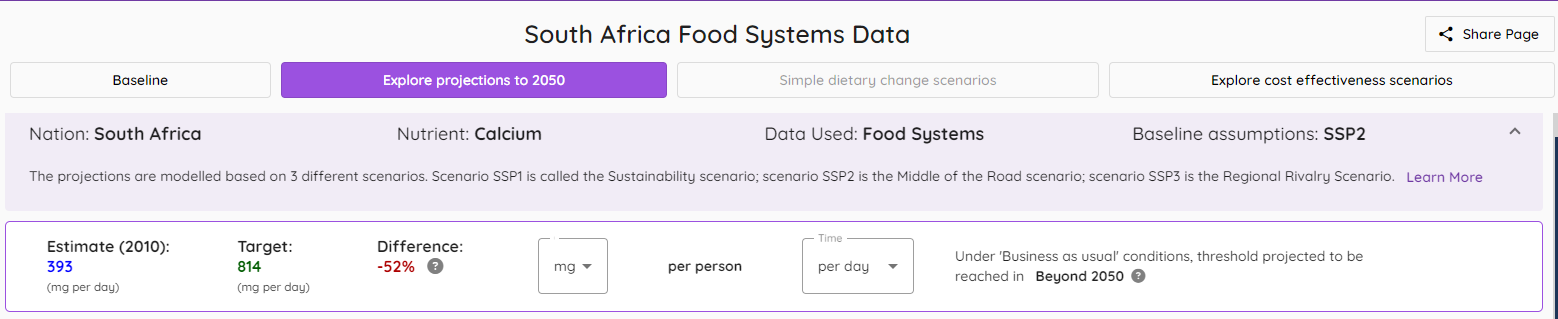 South Africa Food Systems Data
Share Page
Baseline
Explore projections to 2050
Simple dietary change scenarios
Explore cost effectiveness scenarios
Nation: South Africa
Nutrient: Calcium
Data Used: Food Systems
Baseline assumptions: SSP2
The projections are modelled based on 3 different scenarios. Scenario SSP1 is called the Sustainability scenario; scenario SSP2 is the Middle of the Road scenario; scenario SSP3 is the Regional Rivalry Scenario. Learn More
Estimate (2010):
393
(mg per day)
Target:
814
(mg per day)
Difference:
-52% ?
mg
per person
Time
per day
Under 'Business as usual' conditions, threshold projected to be
reached in Beyond 2050 ?